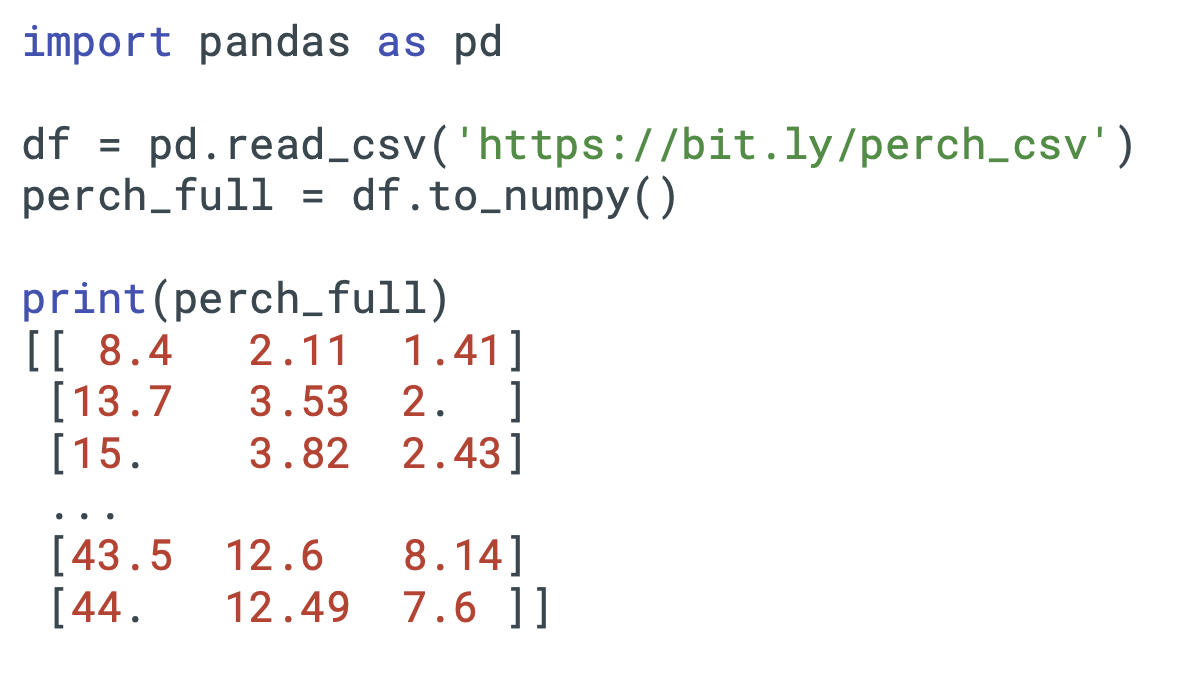 import pandas as pd
df = pd.read_csv('https://bit.ly/perch_csv')
perch_full = df.to_numpy()
print(perch_full)
[[ 8.4   2.11  1.41]
 [13.7   3.53  2.  ]
 [15.    3.82  2.43]
 ...
 [43.5  12.6   8.14]
 [44.   12.49  7.6 ]]